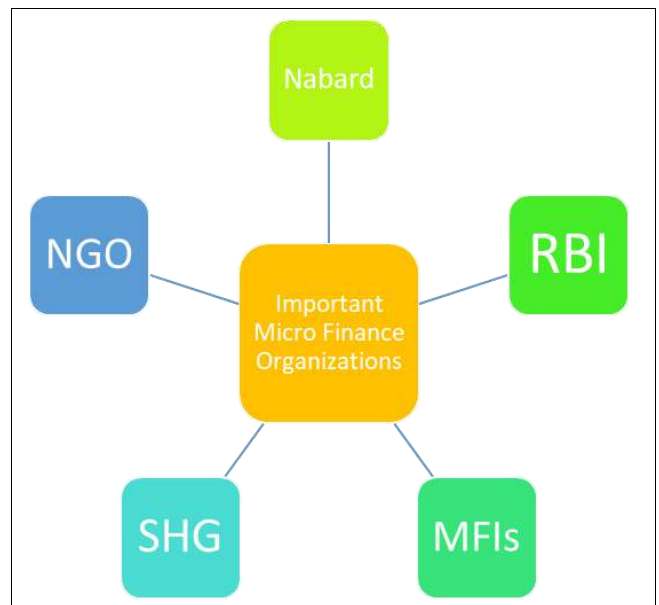 Nabard
NGO
RBI
Important
Micro Finance
Organizations
SHG
MFIs